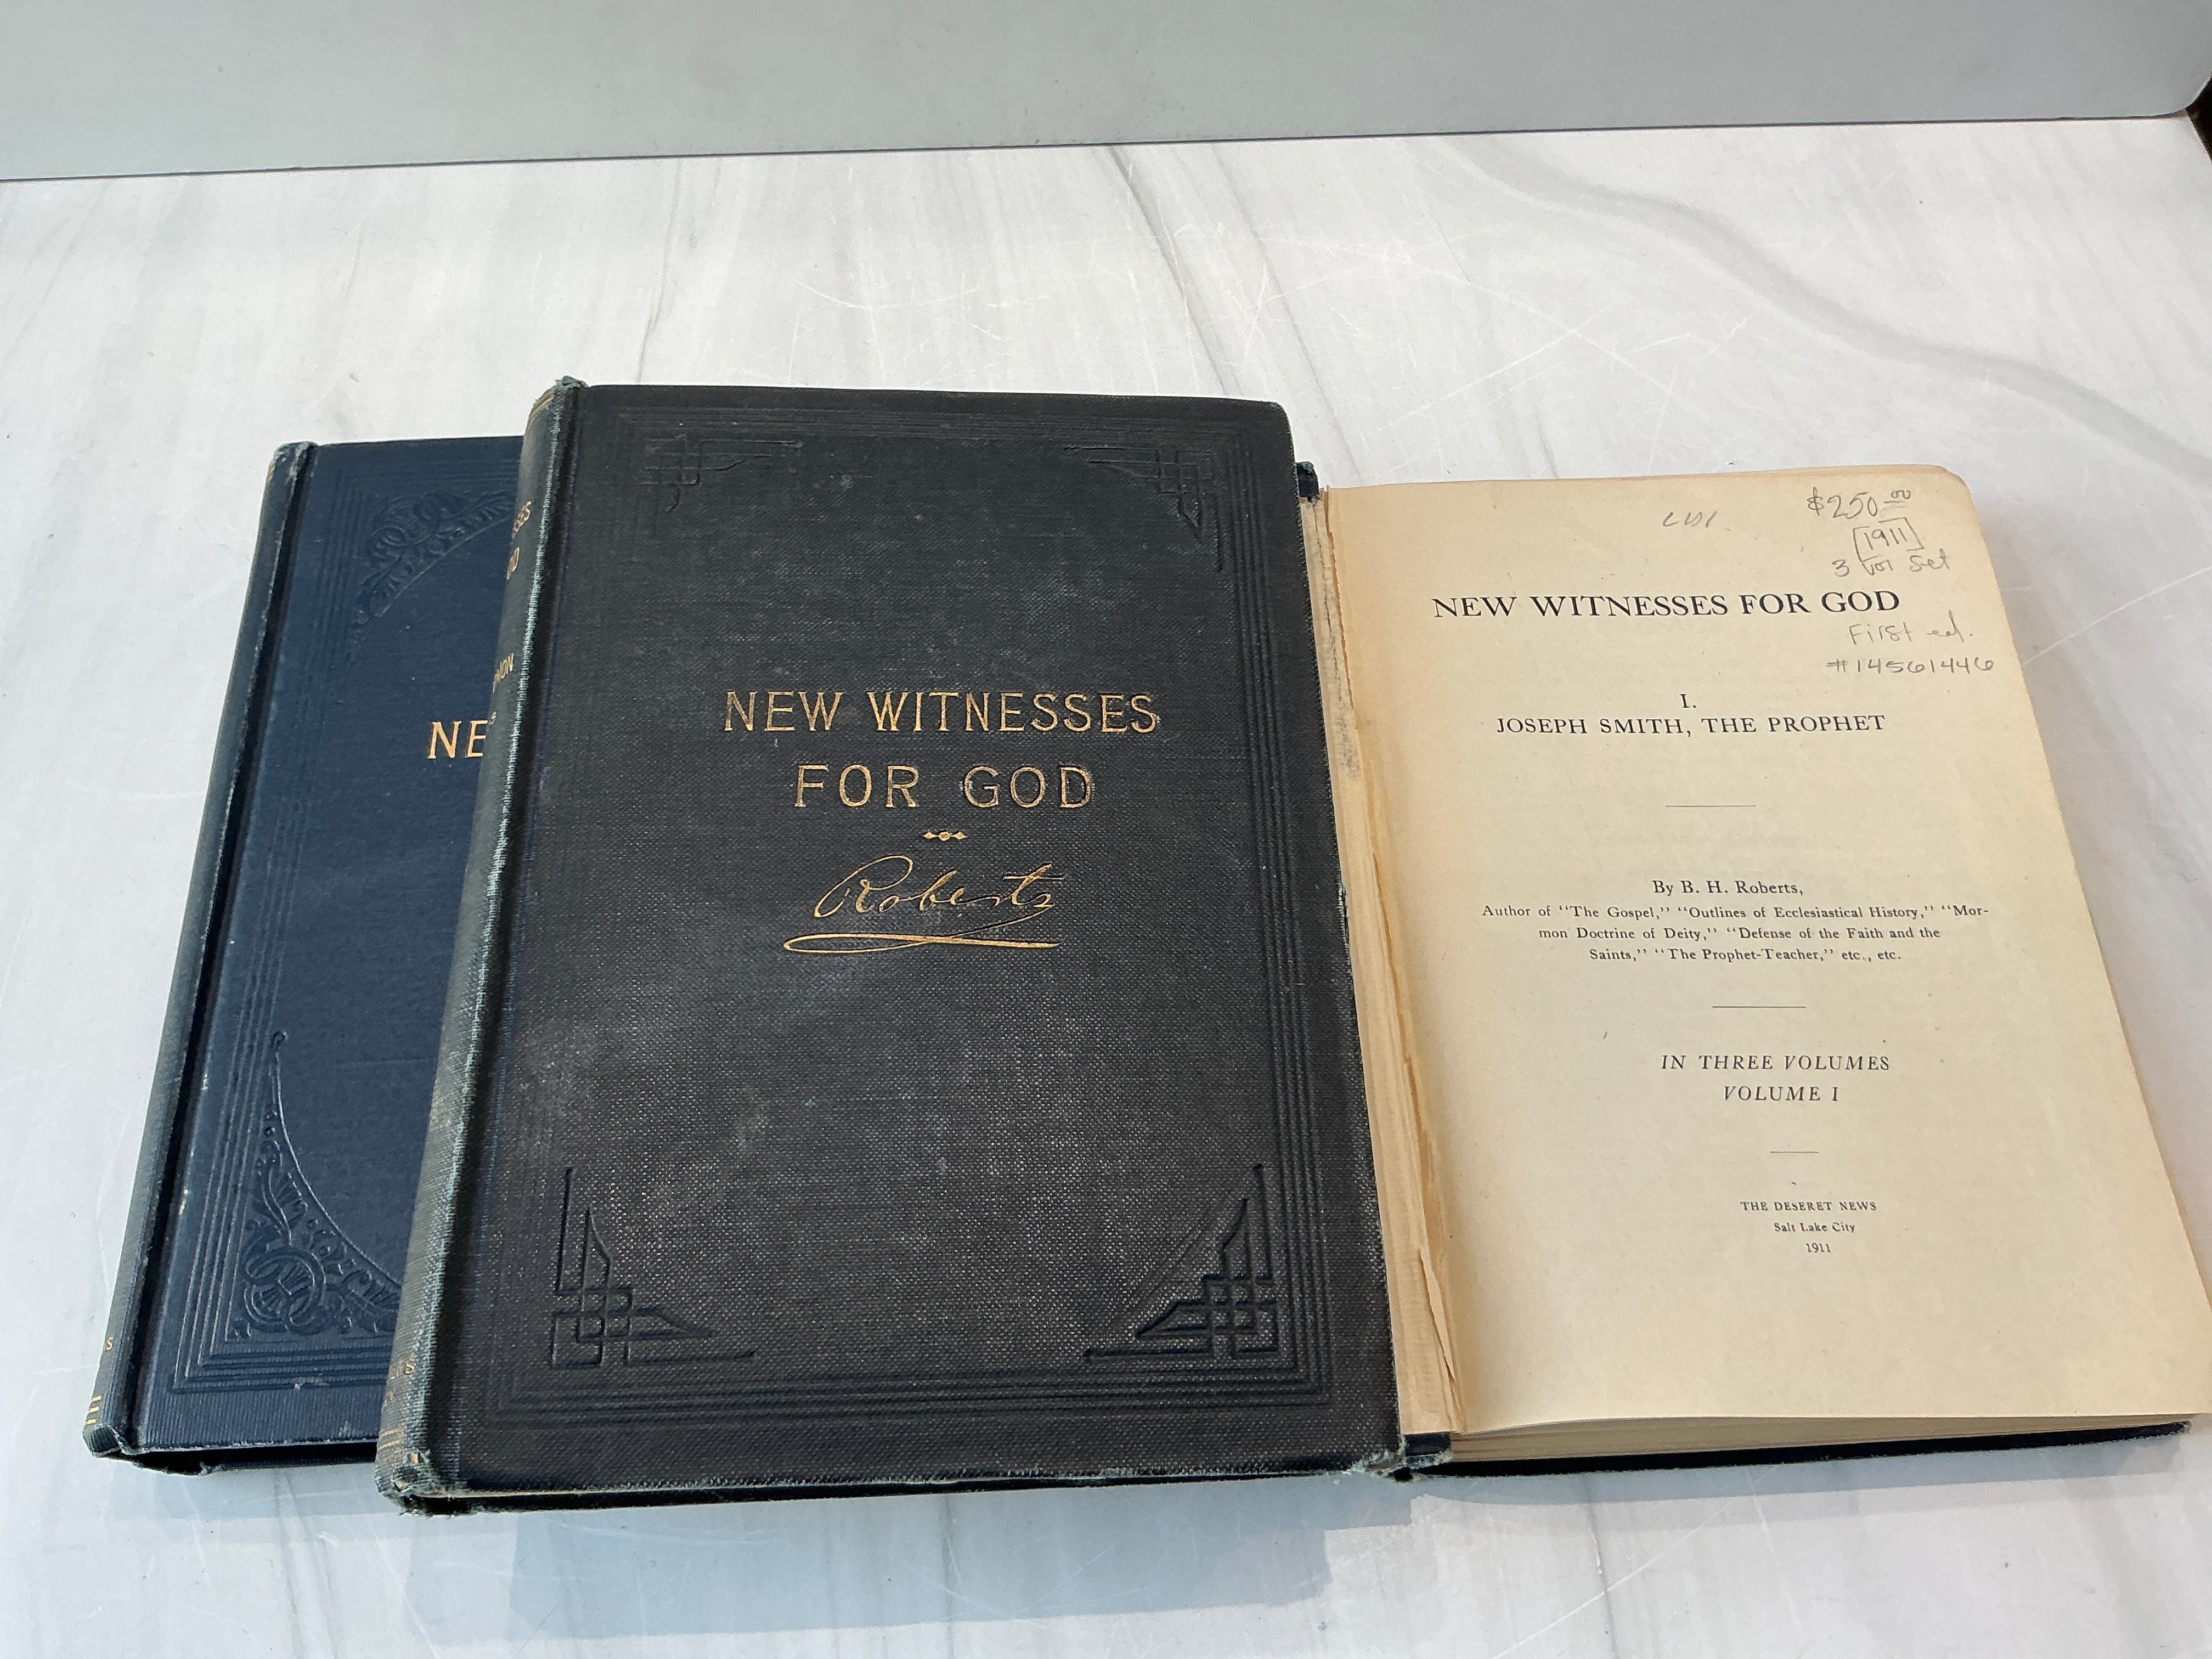 NE
NEW WITNESSES
FOR GOD
Roberts
LDS
$250.00
[1911]
3 vol set
NEW WITNESSES FOR GOD
First ed.
#14561446
I.
JOSEPH SMITH, THE PROPHET
By B. H. Roberts,
Author of "The Gospel," "Outlines of Ecclesiastical History," "Mor-
mon Doctrine of Deity," "Defense of the Faith and the
Saints," "The Prophet-Teacher," etc., etc.
IN THREE VOLUMES
VOLUME I
THE DESERET NEWS
Salt Lake City
1911